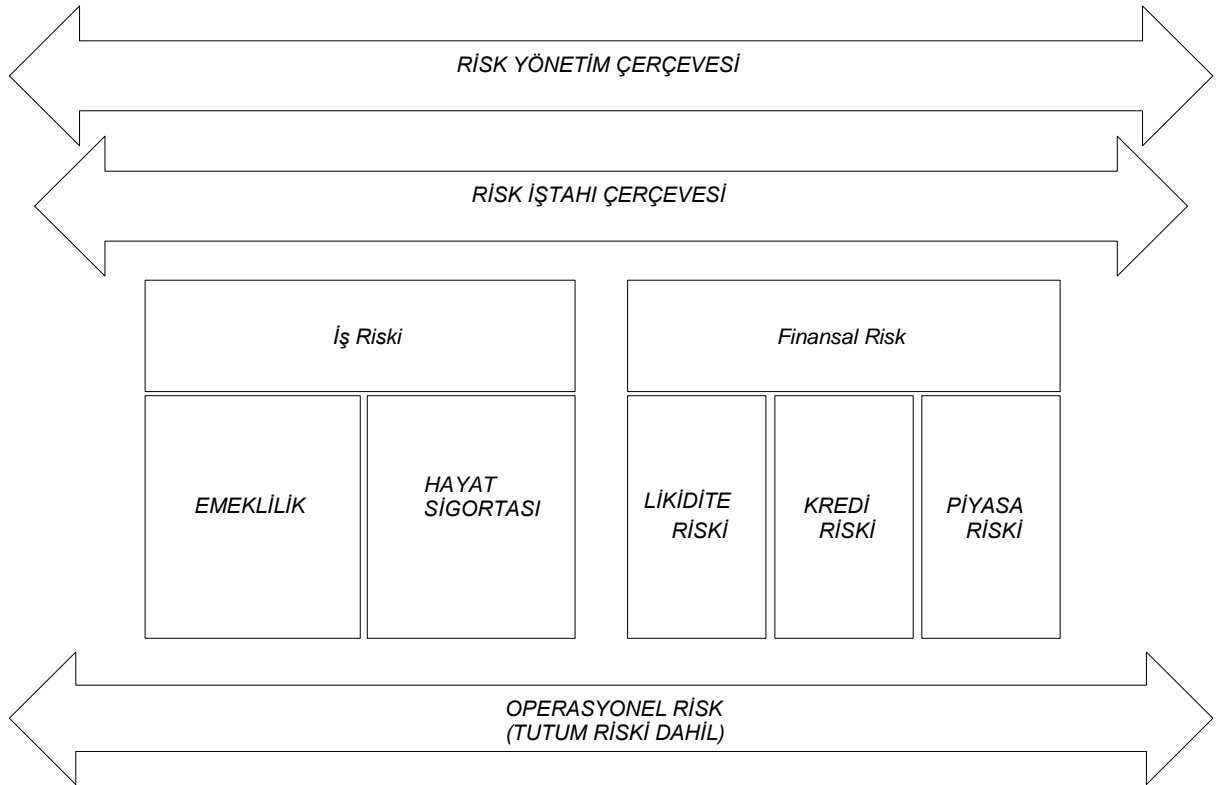 RİSK YÖNETİM ÇERÇEVESİ
RİSK İŞTAHI ÇERÇEVESİ
İş Riski
Finansal Risk
EMEKLİLİK
HAYAT
SİGORTASI
LİKİDİTE
RİSKİ
KREDİ
RİSKİ
PİYASA
RİSKİ
OPERASYONEL RİSK
(TUTUM RİSKİ DAHİL)